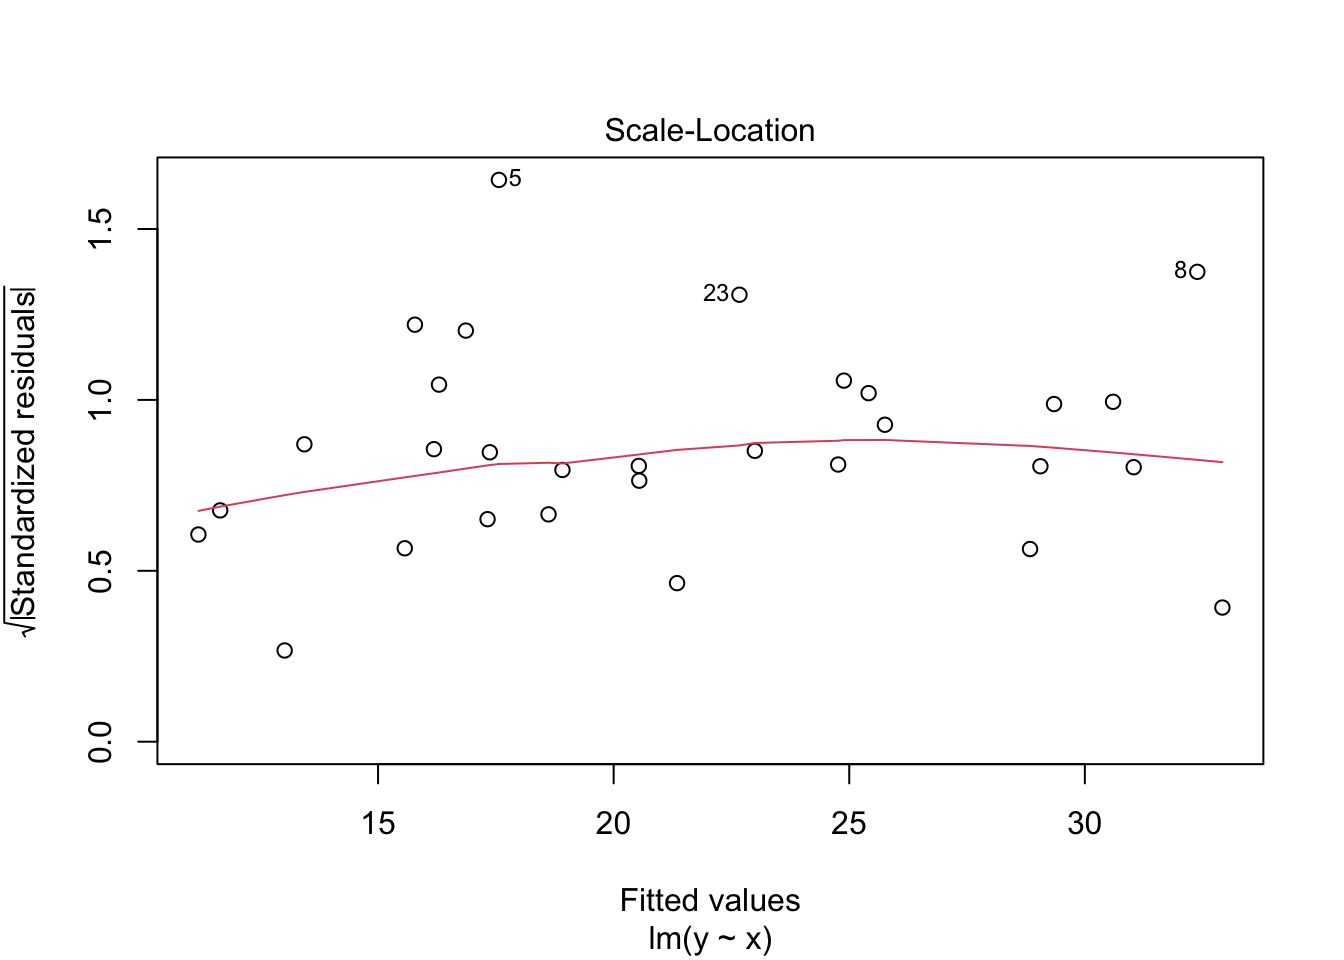 Scale-Location
√|Standardized residuals|
1.5
1.0
0.5
0.0
5
8
23
15 20 25 30
Fitted values
lm(y ~ x)